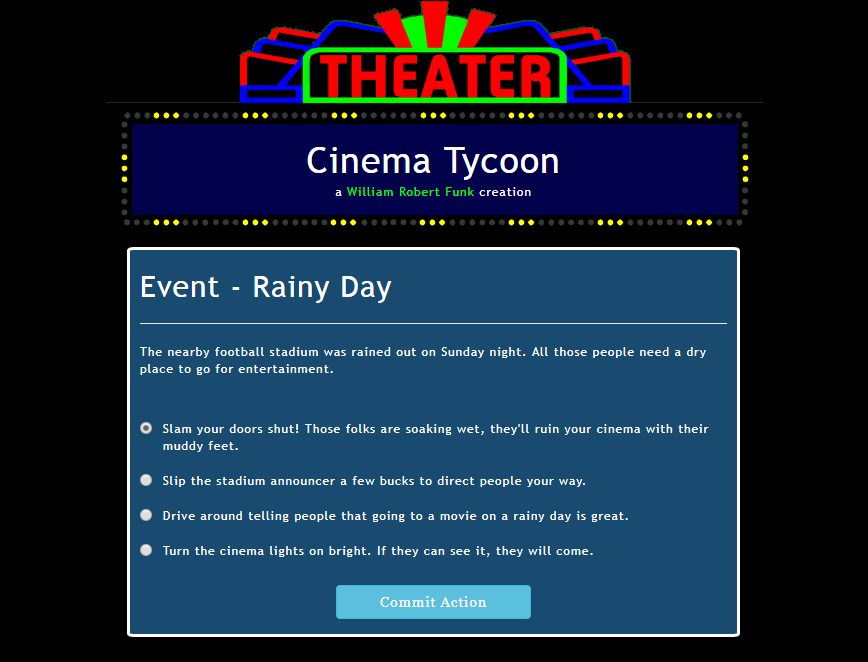 THEATER
Cinema Tycoon
a William Robert Funk creation
Event - Rainy Day
The nearby football stadium was rained out on Sunday night. All those people need a dry
place to go for entertainment.
Slam your doors shut! Those folks are soaking wet, they'll ruin your cinema with their
muddy feet.
Slip the stadium announcer a few bucks to direct people your way.
Drive around telling people that going to a movie on a rainy day is great.
Turn the cinema lights on bright. If they can see it, they will come.
Commit Action